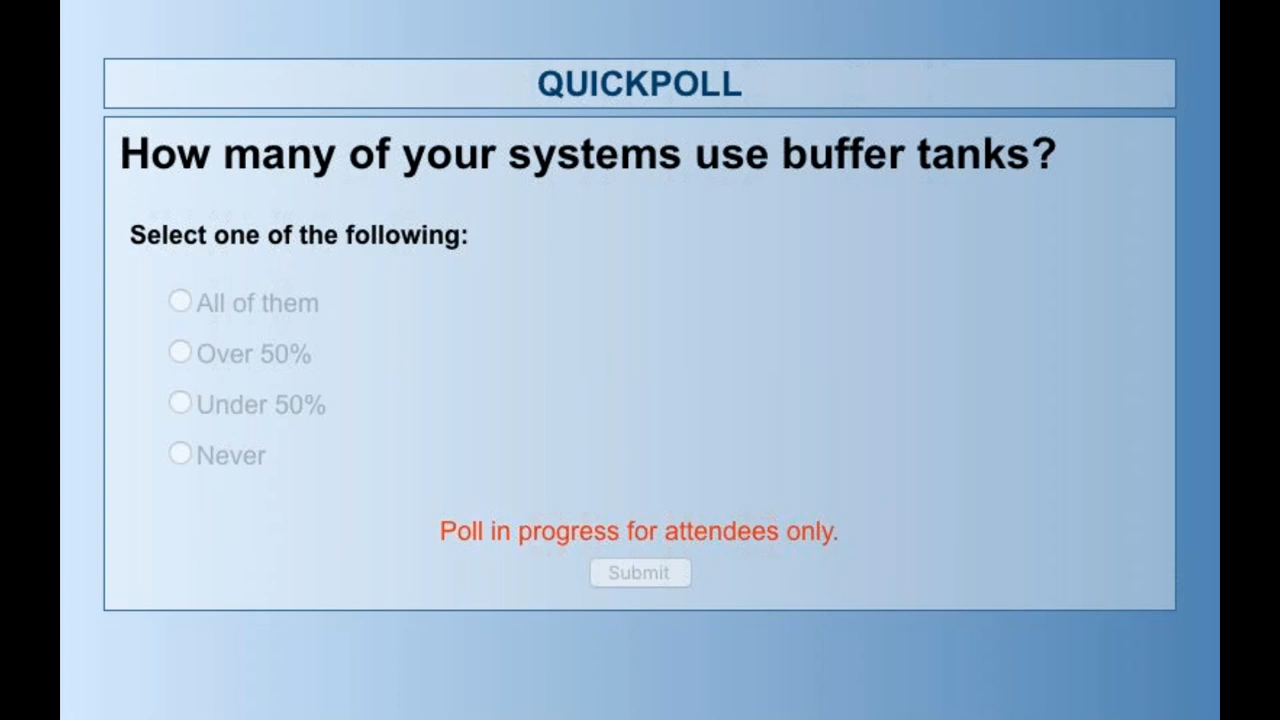 QUICKPOLL
How many of your systems use buffer tanks?
Select one of the following:
All of them
Over 50%
Under 50%
Never
Poll in progress for attendees only.
Submit